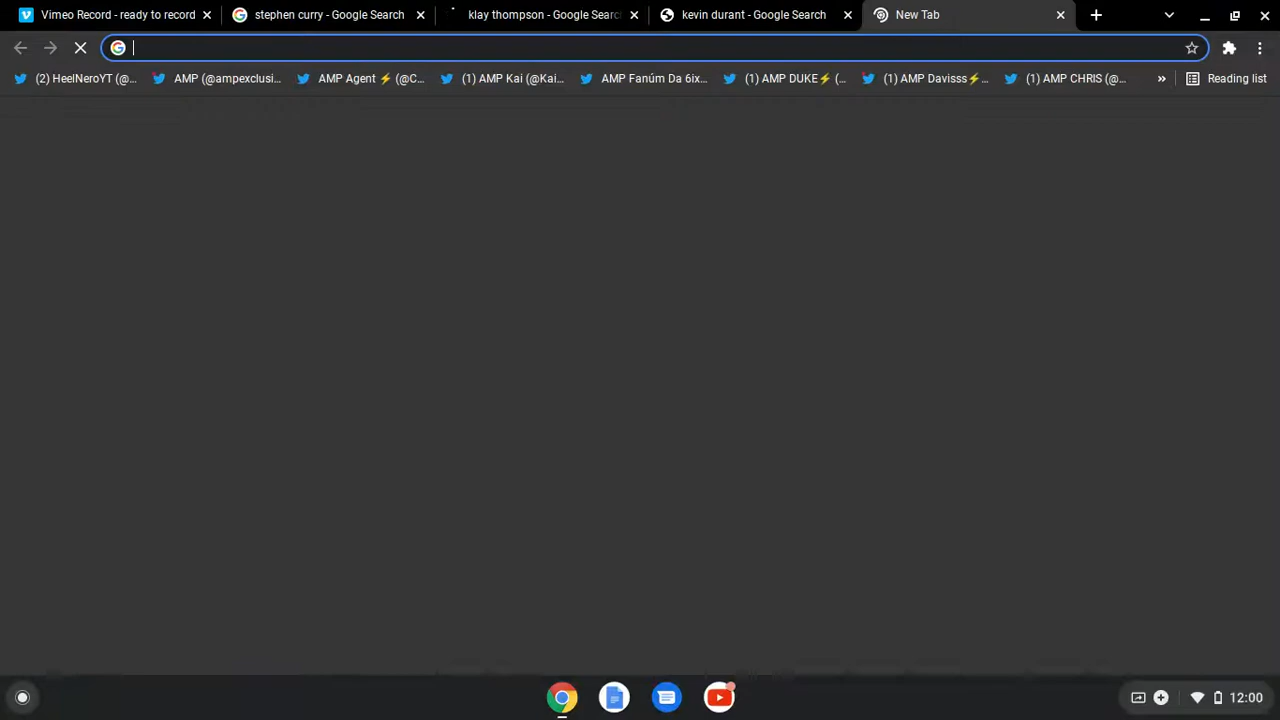 Vimeo Record - ready to record
stephen curry - Google Search
klay thompson - Google Searc
kevin durant - Google Search
New Tab
(2) HeelNeroYT (@...
AMP (@ampexclusi...
AMP Agent ⚡ (@C...
(1) AMP Kai (@Kai...
AMP Fanúm Da 6ix...
(1) AMP DUKE⚡ (...
(1) AMP Davisss⚡...
(1) AMP CHRIS (@...
»
Reading list
12:00